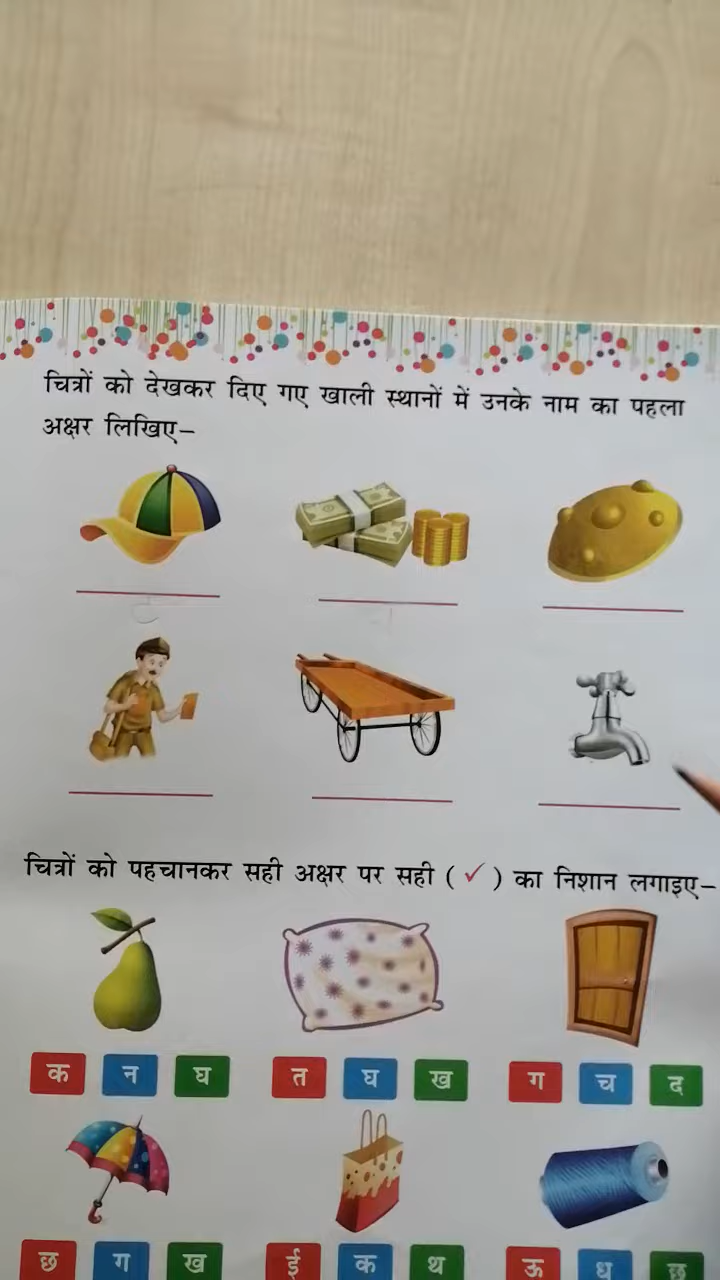 चित्रों को देखकर दिए गए खाली स्थानों में उनके नाम का पहला
अक्षर लिखिए–
चित्रों को पहचानकर सही अक्षर पर सही ( ✓ ) का निशान लगाइए–
क न घ त घ ख ग च द
छ ग ख ई क थ ऊ ध छ